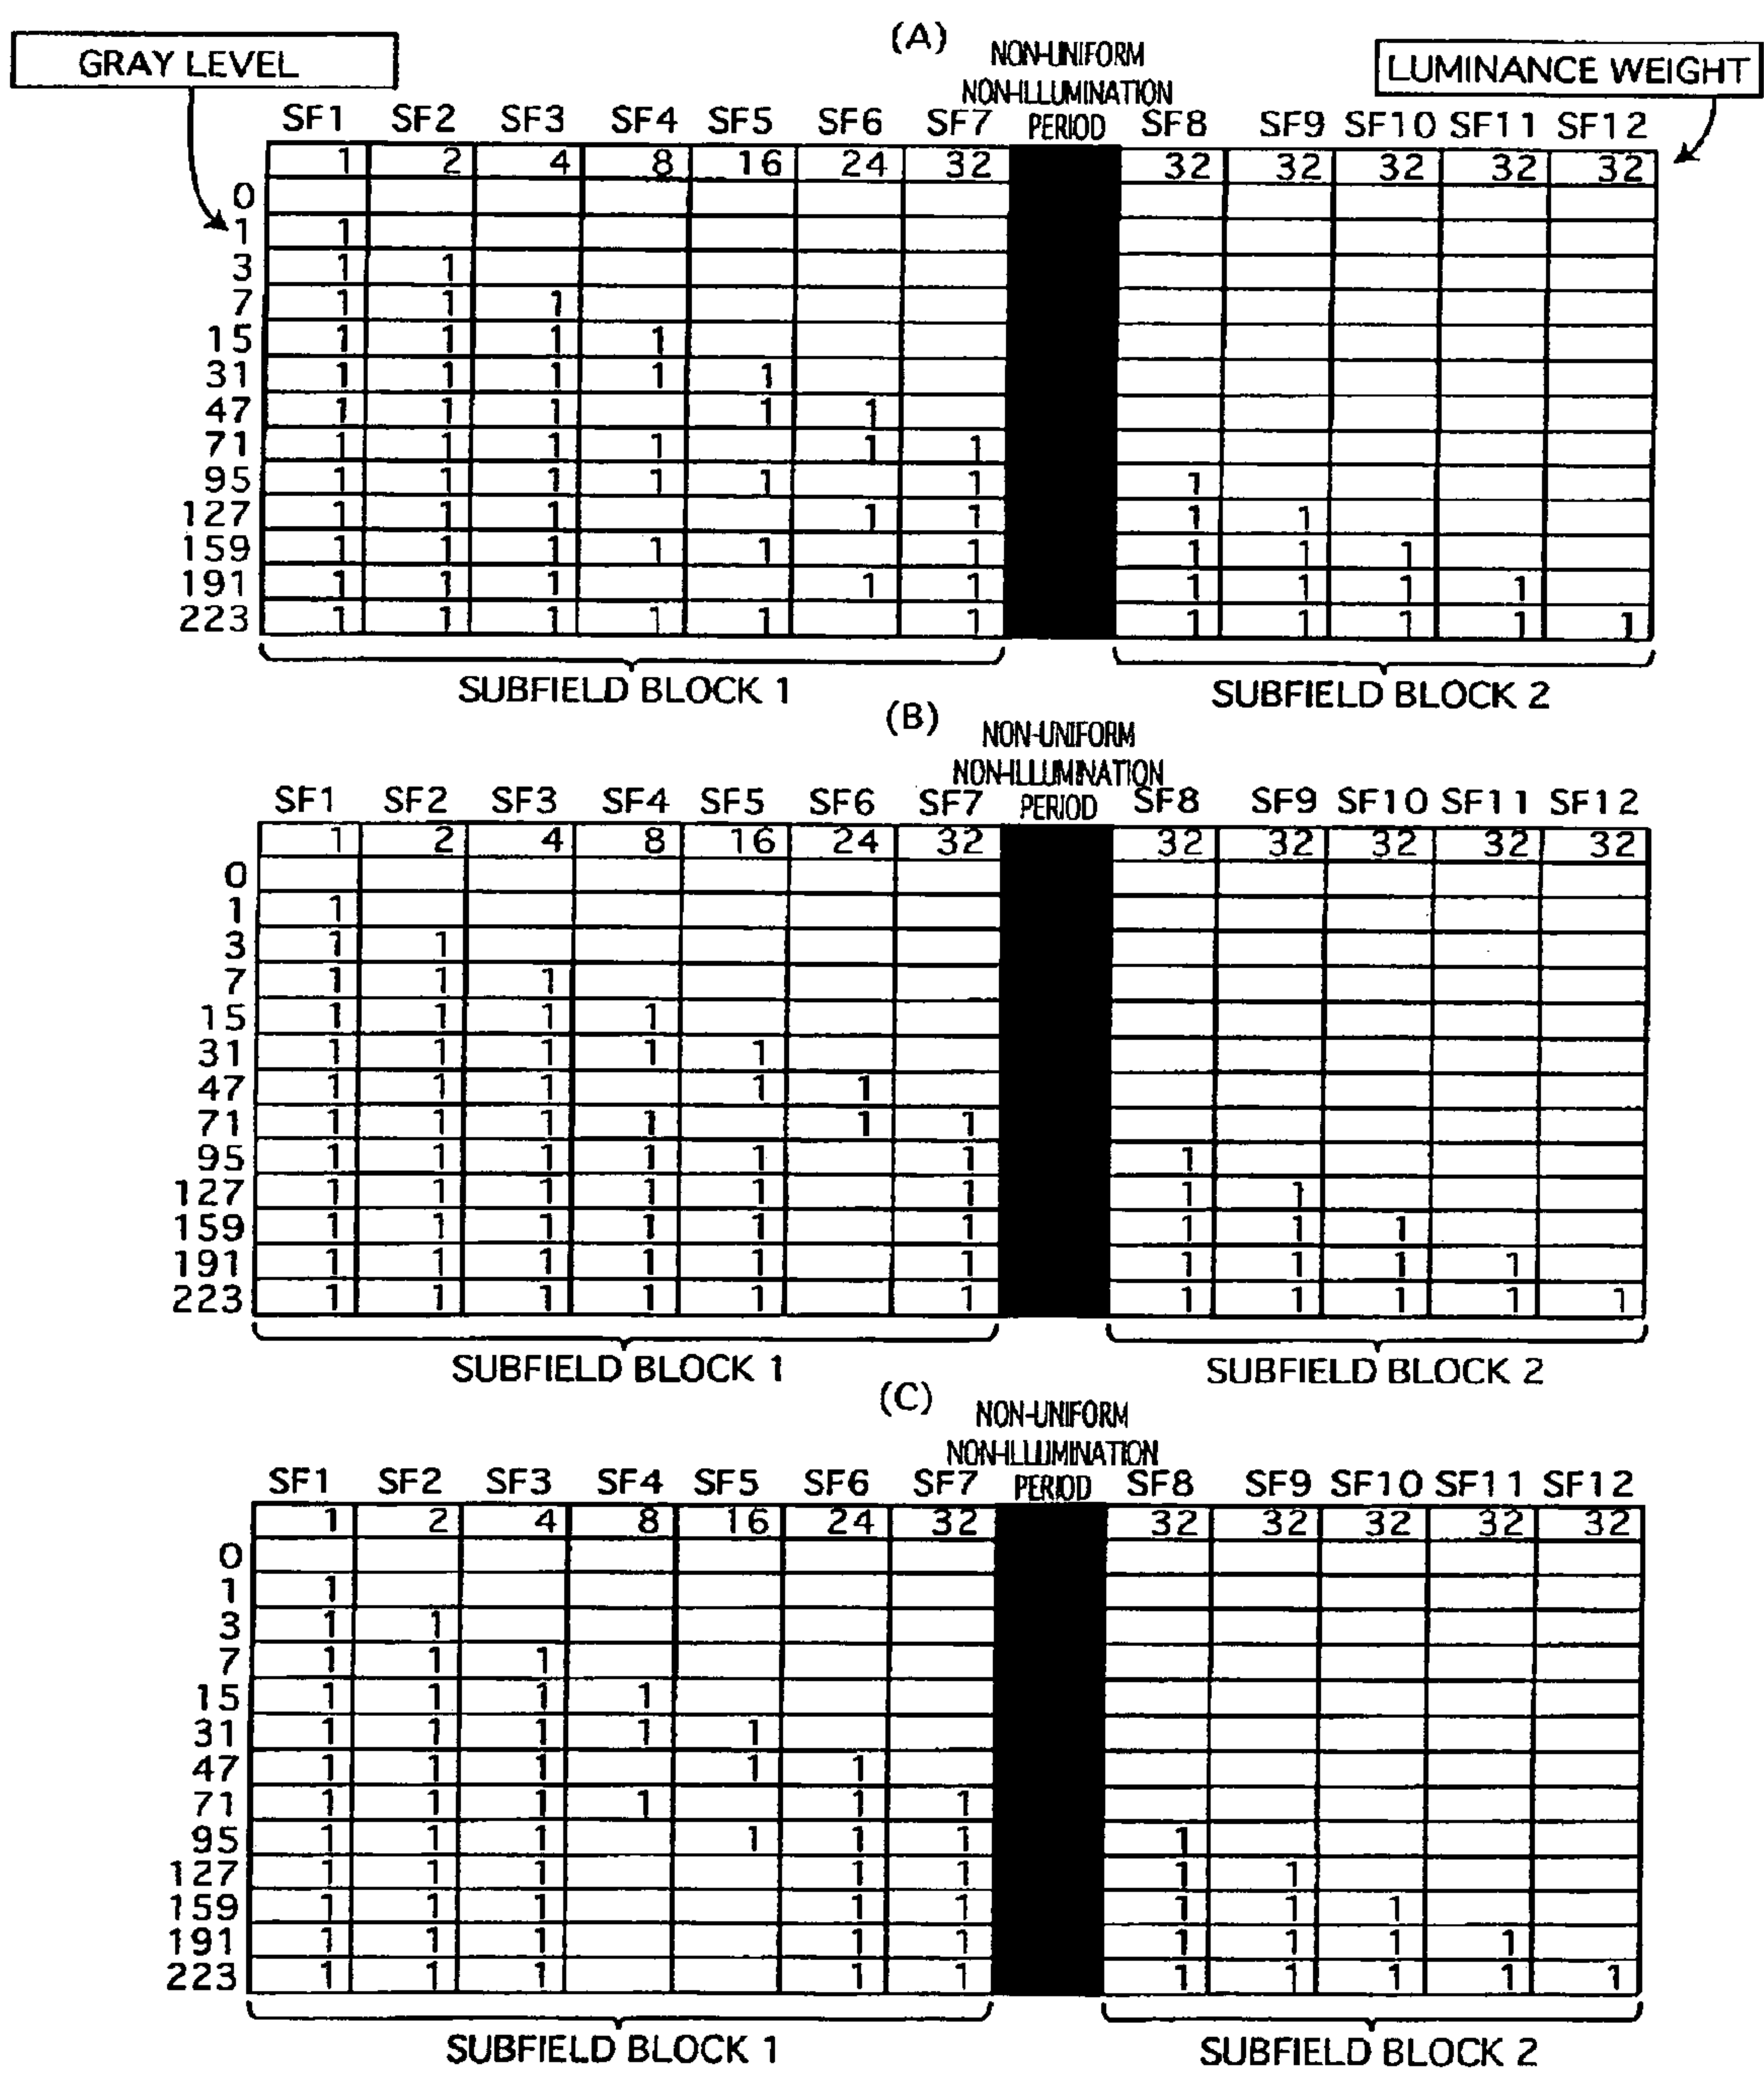 (A)
GRAY LEVEL
LUMINANCE WEIGHT
NON-UNIFORM
NON-ILLUMINATION
PERIOD
SF1 SF2 SF3 SF4 SF5 SF6 SF7 SF8 SF9 SF10 SF11 SF12
1 2 4 8 16 24 32 32 32 32 32 32
0
1 1
3 1 1
7 1 1 1
15 1 1 1 1
31 1 1 1 1 1
47 1 1 1 1 1
71 1 1 1 1 1 1
95 1 1 1 1 1 1 1
127 1 1 1 1 1 1 1
159 1 1 1 1 1 1 1 1 1
191 1 1 1 1 1 1 1 1 1
223 1 1 1 1 1 1 1 1 1 1 1
SUBFIELD BLOCK 1
SUBFIELD BLOCK 2
(B)
NON-UNIFORM
NON-ILLUMINATION
PERIOD
SF1 SF2 SF3 SF4 SF5 SF6 SF7 SF8 SF9 SF10 SF11 SF12
1 2 4 8 16 24 32 32 32 32 32 32
0
1 1
3 1 1
7 1 1 1
15 1 1 1 1
31 1 1 1 1 1
47 1 1 1 1 1
71 1 1 1 1 1 1
95 1 1 1 1 1 1 1
127 1 1 1 1 1 1 1 1
159 1 1 1 1 1 1 1 1 1
191 1 1 1 1 1 1 1 1 1 1
223 1 1 1 1 1 1 1 1 1 1 1
SUBFIELD BLOCK 1
SUBFIELD BLOCK 2
(C)
NON-UNIFORM
NON-ILLUMINATION
PERIOD
SF1 SF2 SF3 SF4 SF5 SF6 SF7 SF8 SF9 SF10 SF11 SF12
1 2 4 8 16 24 32 32 32 32 32 32
0
1 1
3 1 1
7 1 1 1
15 1 1 1 1
31 1 1 1 1 1
47 1 1 1 1 1
71 1 1 1 1 1 1
95 1 1 1 1 1 1 1
127 1 1 1 1 1 1 1
159 1 1 1 1 1 1 1 1
191 1 1 1 1 1 1 1 1 1
223 1 1 1 1 1 1 1 1 1 1
SUBFIELD BLOCK 1
SUBFIELD BLOCK 2